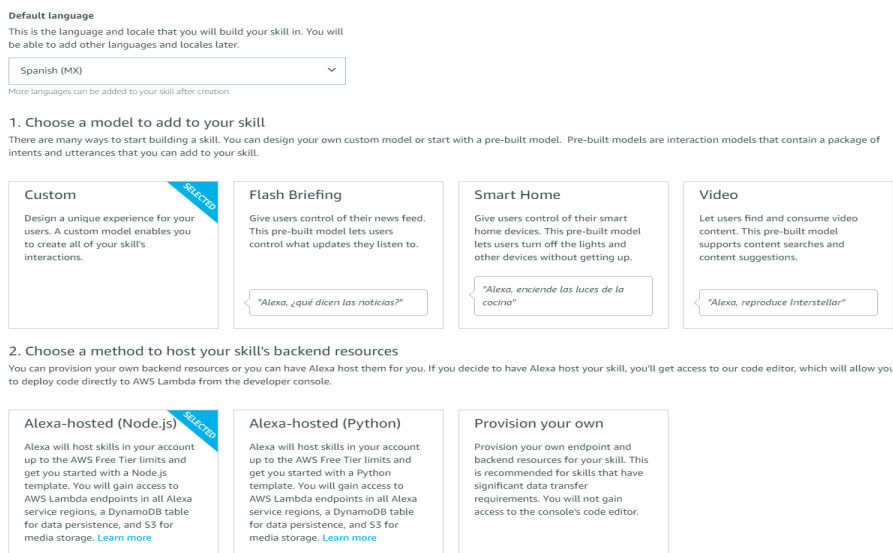 Default language
This is the language and locale that you will build your skill in. You will
be able to add other languages and locales later.
Spanish (MX)
More languages can be added to your skill after creation
1. Choose a model to add to your skill
There are many ways to start building a skill. You can design your own custom model or start with a pre-built model. Pre-built models are interaction models that contain a package of
intents and utterances that you can add to your skill.
Custom
SELECTED
Design a unique experience for your
users. A custom model enables you
to create all of your skill's
interactions.
Flash Briefing
Give users control of their news feed.
This pre-built model lets users
control what updates they listen to.
"Alexa, ¿qué dicen las noticias?"
Smart Home
Give users control of their smart
home devices. This pre-built model
lets users turn off the lights and
other devices without getting up.
"Alexa, enciende las luces de la
cocina"
Video
Let users find and consume video
content. This pre-built model
supports content searches and
content suggestions.
"Alexa, reproduce Interstellar"
2. Choose a method to host your skill's backend resources
You can provision your own backend resources or you can have Alexa host them for you. If you decide to have Alexa host your skill, you'll get access to our code editor, which will allow you
to deploy code directly to AWS Lambda from the developer console.
Alexa-hosted (Node.js)
SELECTED
Alexa will host skills in your account
up to the AWS Free Tier limits and
get you started with a Node.js
template. You will gain access to
AWS Lambda endpoints in all Alexa
service regions, a DynamoDB table
for data persistence, and S3 for
media storage. Learn more
Alexa-hosted (Python)
Alexa will host skills in your account
up to the AWS Free Tier limits and
get you started with a Python
template. You will gain access to
AWS Lambda endpoints in all Alexa
service regions, a DynamoDB table
for data persistence, and S3 for
media storage. Learn more
Provision your own
Provision your own endpoint and
backend resources for your skill. This
is recommended for skills that have
significant data transfer
requirements. You will not gain
access to the console's code editor.